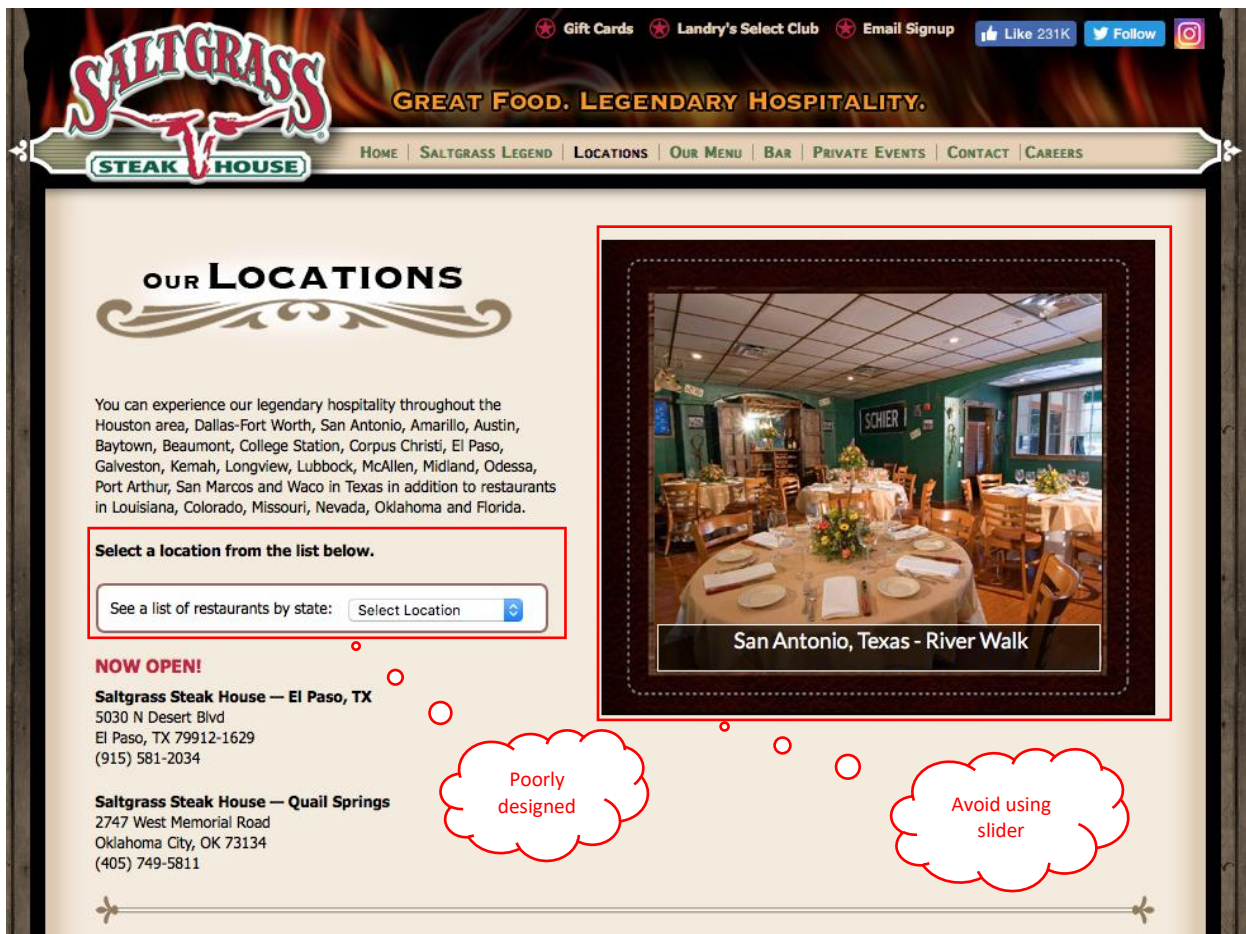 Gift Cards Landry's Select Club Email Signup Like 231K Follow
SALTGRASS
STEAK HOUSE
®
GREAT FOOD. LEGENDARY HOSPITALITY.
HOME | SALTGRASS LEGEND | LOCATIONS | OUR MENU | BAR | PRIVATE EVENTS | CONTACT | CAREERS
OUR LOCATIONS
You can experience our legendary hospitality throughout the
Houston area, Dallas-Fort Worth, San Antonio, Amarillo, Austin,
Baytown, Beaumont, College Station, Corpus Christi, El Paso,
Galveston, Kemah, Longview, Lubbock, McAllen, Midland, Odessa,
Port Arthur, San Marcos and Waco in Texas in addition to restaurants
in Louisiana, Colorado, Missouri, Nevada, Oklahoma and Florida.
Select a location from the list below.
See a list of restaurants by state: Select Location
NOW OPEN!
Saltgrass Steak House — El Paso, TX
5030 N Desert Blvd
El Paso, TX 79912-1629
(915) 581-2034
Saltgrass Steak House — Quail Springs
2747 West Memorial Road
Oklahoma City, OK 73134
(405) 749-5811
SCHIER
San Antonio, Texas - River Walk
Poorly
designed
Avoid using
slider